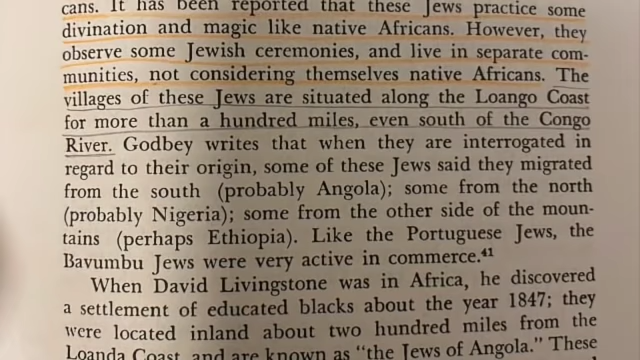 cans. It has been reported that these Jews practice some
divination and magic like native Africans. However, they
observe some Jewish ceremonies, and live in separate com-
munities, not considering themselves native Africans. The
villages of these Jews are situated along the Loango Coast
for more than a hundred miles, even south of the Congo
River. Godbey writes that when they are interrogated in
regard to their origin, some of these Jews said they migrated
from the south (probably Angola); some from the north
(probably Nigeria); some from the other side of the moun-
tains (perhaps Ethiopia). Like the Portuguese Jews, the
Bavumbu Jews were very active in commerce.41
When David Livingstone was in Africa, he discovered
a settlement of educated blacks about the year 1847; they
were located inland about two hundred miles from the
Loanda Coast, and are known as "the Jews of Angola." These